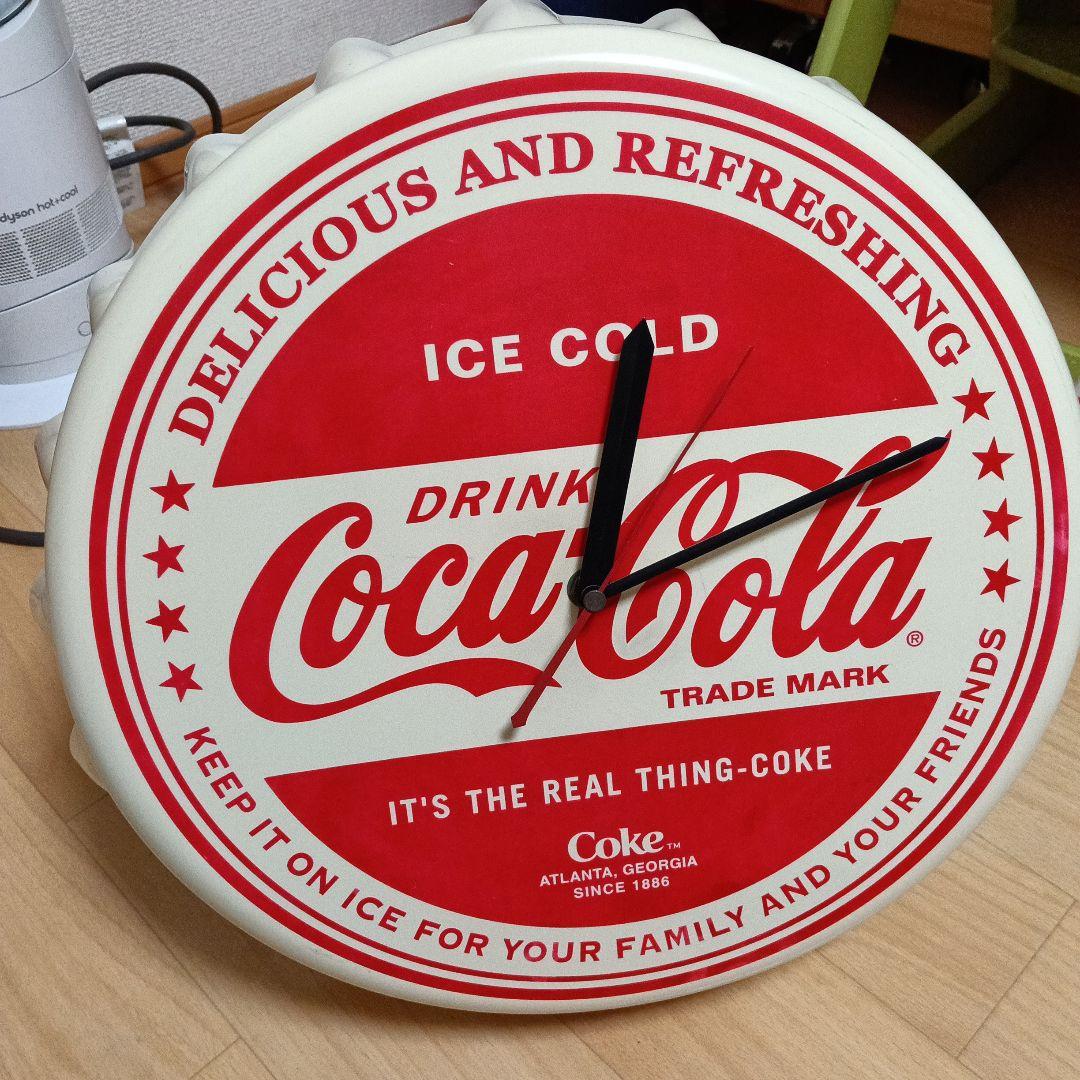 DELICIOUS AND REFRESHING
ICE COLD
DRINK
Coca-Cola®
TRADE MARK
IT'S THE REAL THING-COKE
Coke™
ATLANTA, GEORGIA
SINCE 1886
KEEP IT ON ICE FOR YOUR FAMILY AND YOUR FRIENDS
dyson hot+cool